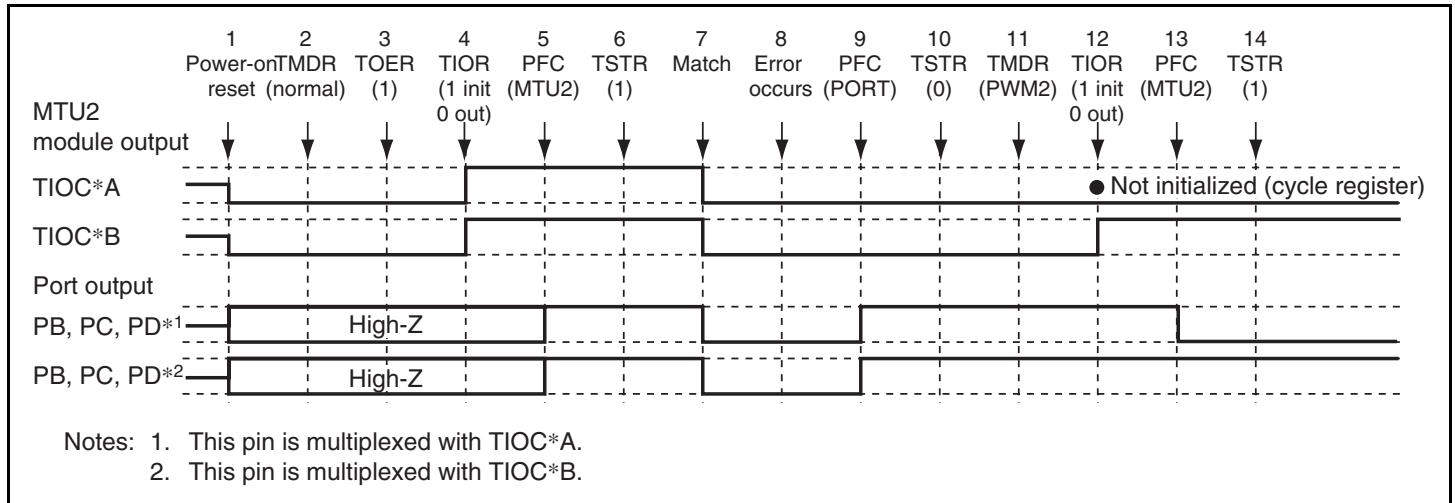 1 2 3 4 5 6 7 8 9 10 11 12 13 14
Power-onTMDR TOER TIOR PFC TSTR Match Error PFC TSTR TMDR TIOR PFC TSTR
reset (normal) (1) (1 init (MTU2) (1) occurs (PORT) (0) (PWM2) (1 init (MTU2) (1)
MTU2 0 out) 0 out)
module output
TIOC*A ● Not initialized (cycle register)
TIOC*B
Port output
PB, PC, PD*1 High-Z
PB, PC, PD*2 High-Z
Notes: 1. This pin is multiplexed with TIOC*A.
2. This pin is multiplexed with TIOC*B.